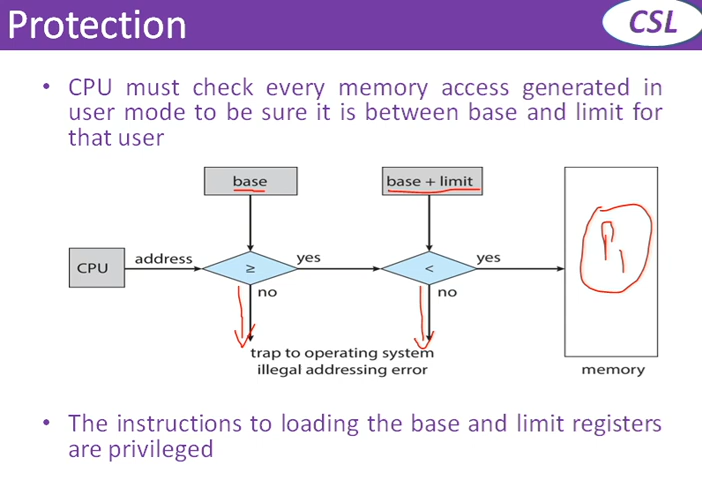 Protection
CSL
• CPU must check every memory access generated in
user mode to be sure it is between base and limit for
that user
base
base + limit
address
yes
yes
CPU
≥
<
no
no
trap to operating system
illegal addressing error
memory
• The instructions to loading the base and limit registers
are privileged